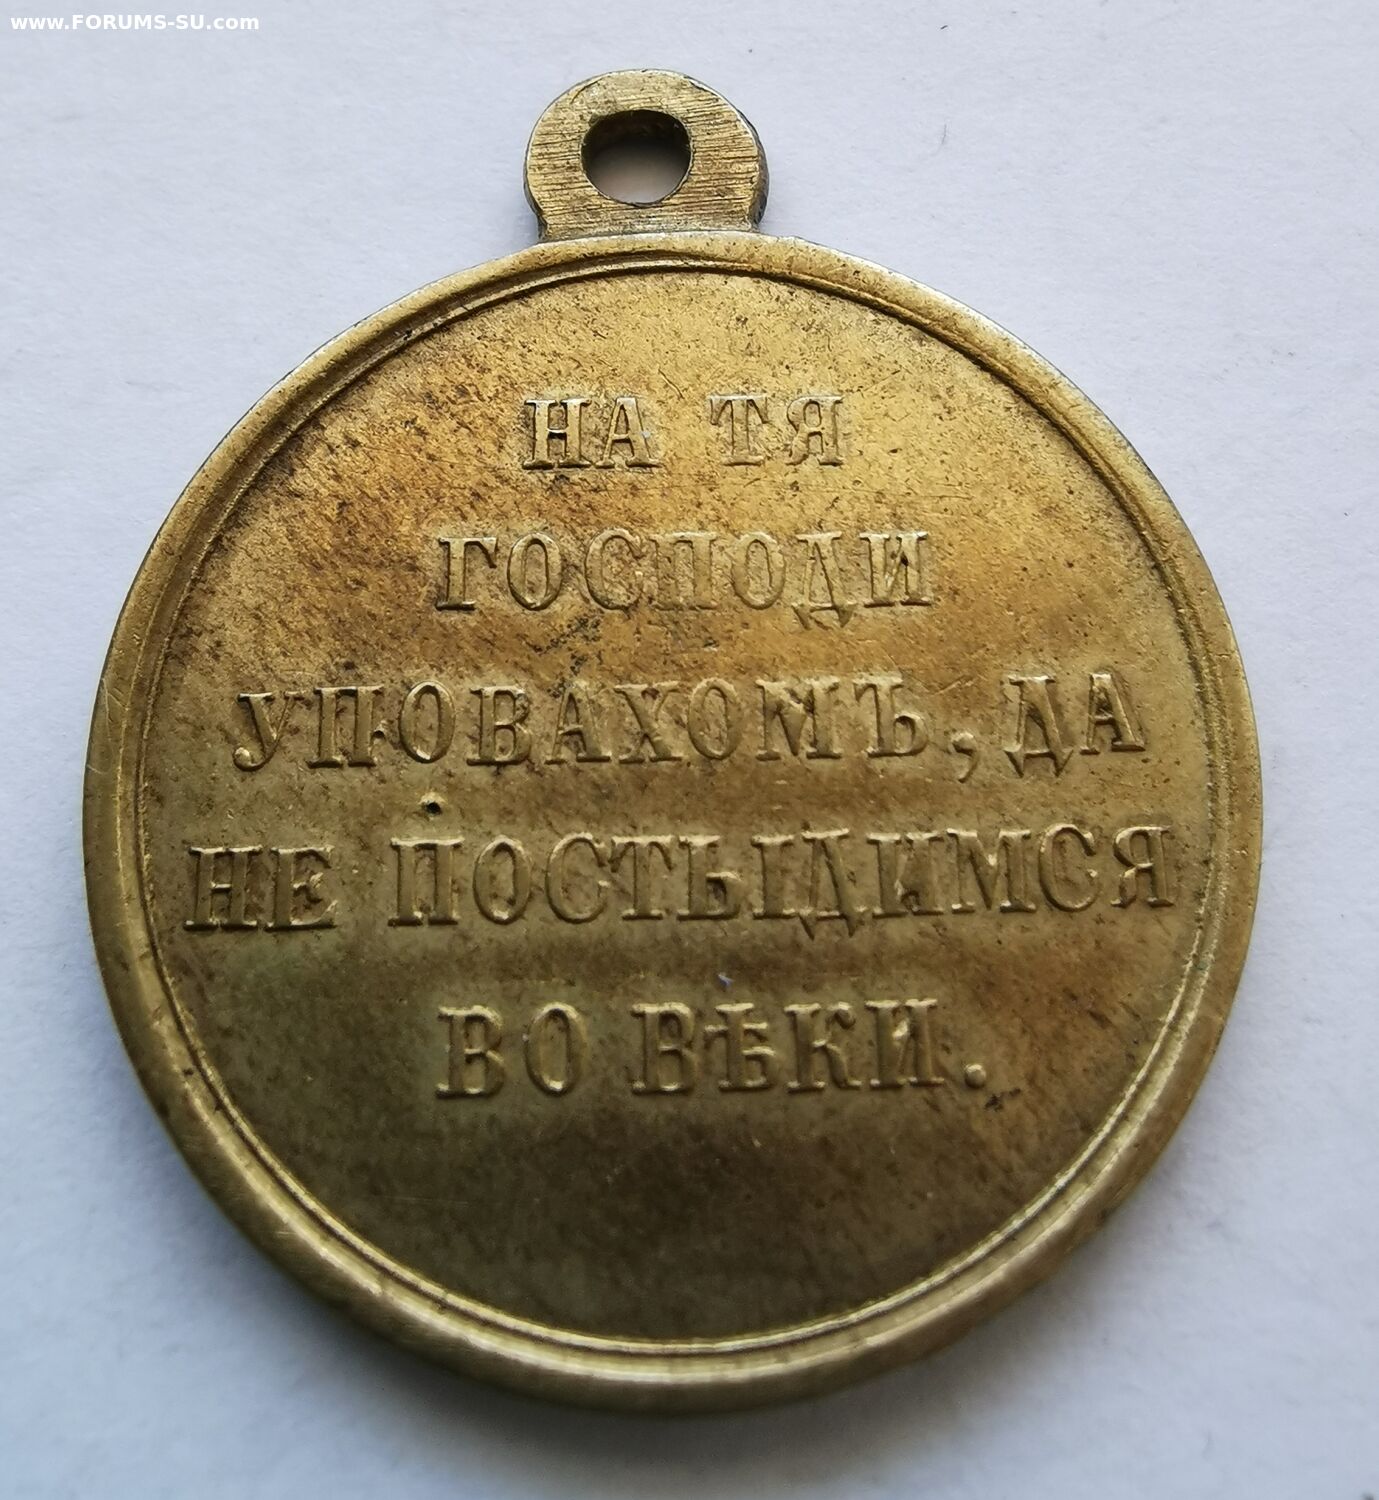 www.FORUMS-SU.com
НА ТЯ
ГОСПОДИ
УПОВАХОМЪ, ДА
НЕ ПОСТЫДИМСЯ
ВО ВѢКИ.